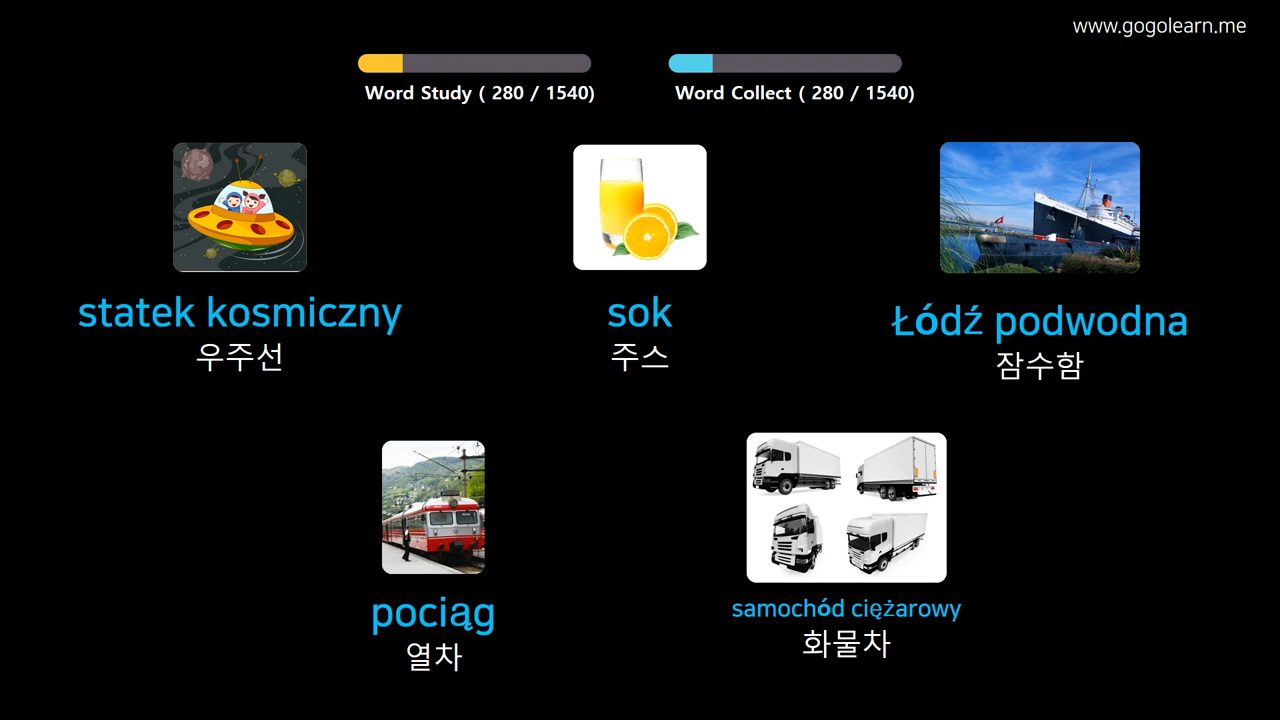 www.gogolearn.me
Word Study ( 280 / 1540)
Word Collect ( 280 / 1540)
statek kosmiczny
우주선
sok
주스
Łódź podwodna
잠수함
pociąg
열차
samochód ciężarowy
화물차